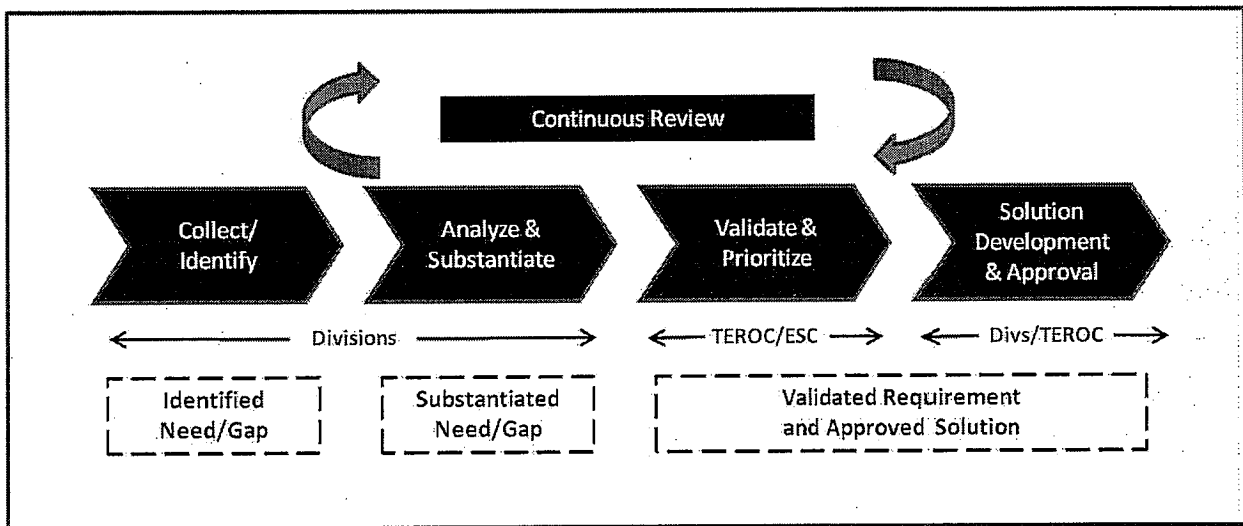 Continuous Review
Collect/
Identify
Analyze &
Substantiate
Validate &
Prioritize
Solution
Development
& Approval
Divisions
TEROC/ESC
Divs/TEROC
Identified
Need/Gap
Substantiated
Need/Gap
Validated Requirement
and Approved Solution